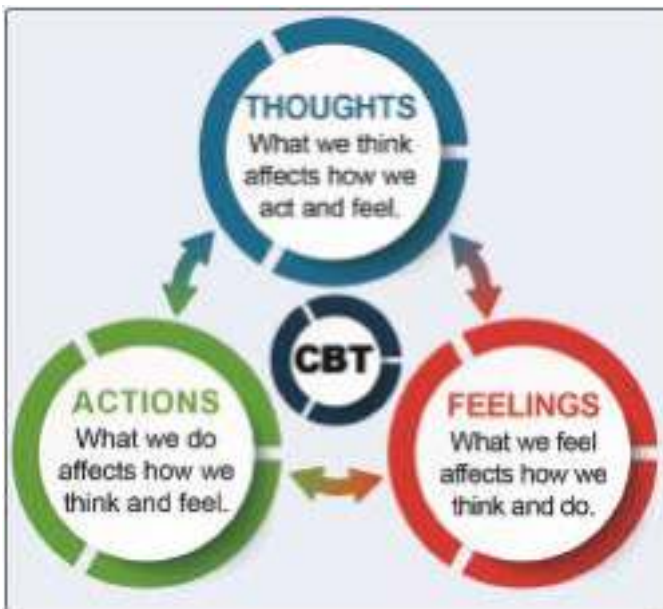 THOUGHTS
What we think
affects how we
act and feel.
CBT
ACTIONS
What we do
affects how we
think and feel.
FEELINGS
What we feel
affects how we
think and do.